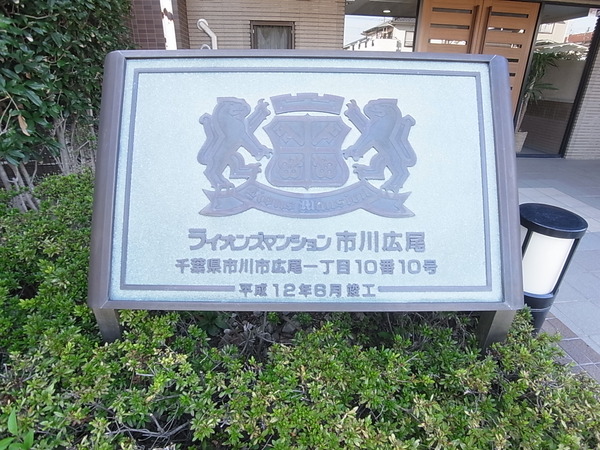 ライオンズマンション 市川広尾
千葉県市川市広尾一丁目10番10号
平成12年6月竣工